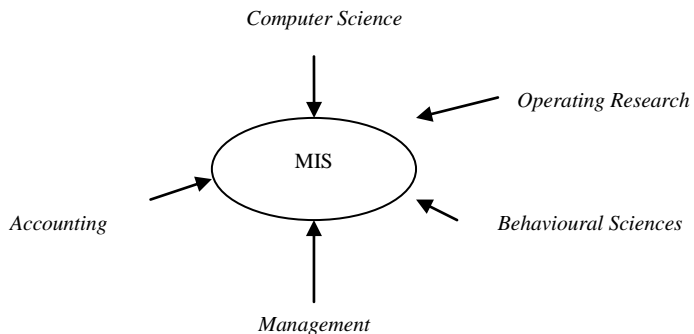 Computer Science
Operating Research
MIS
Accounting
Behavioural Sciences
Management